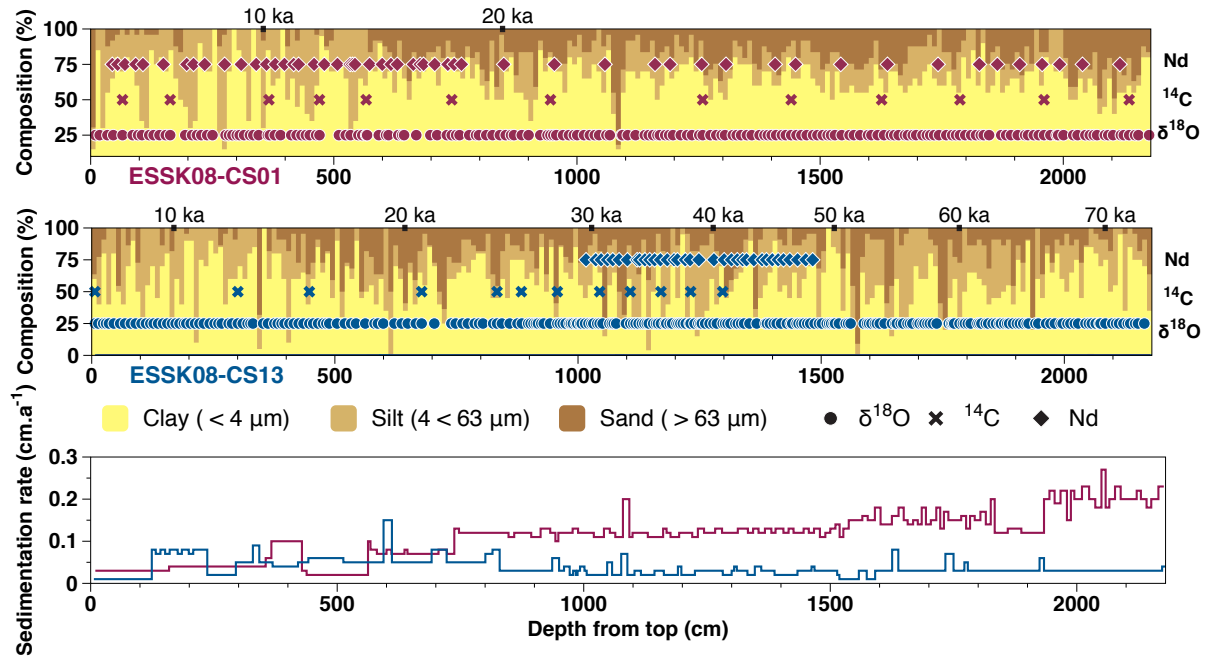 10 ka 20 ka
Composition (%)
100
75
50
25
Nd
¹⁴C
δ¹⁸O
0 500 1000 1500 2000
ESSK08-CS01
10 ka 20 ka 30 ka 40 ka 50 ka 60 ka 70 ka
Composition (%)
100
75
50
25
0
Nd
¹⁴C
δ¹⁸O
0 500 1000 1500 2000
ESSK08-CS13
Clay ( < 4 µm) Silt (4 < 63 µm) Sand ( > 63 µm) δ¹⁸O ¹⁴C Nd
Sedimentation rate (cm.a⁻¹)
0.3
0.2
0.1
0
0 500 1000 1500 2000
Depth from top (cm)